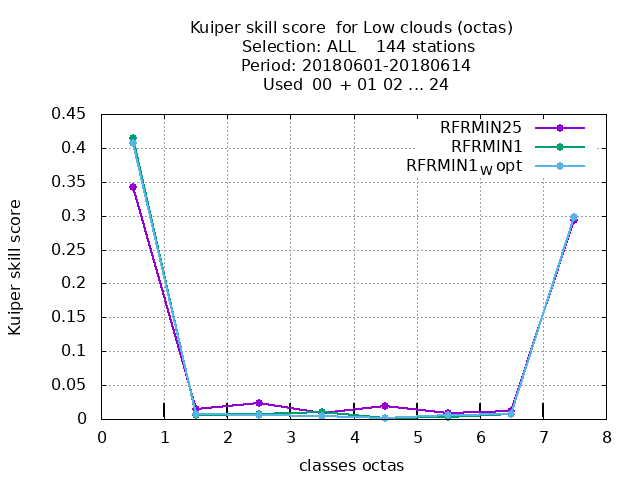 Kuiper skill score  for Low clouds (octas)
Selection: ALL    144 stations
Period: 20180601-20180614
Used  00  + 01 02 ... 24
0.45
0.4
0.35
0.3
0.25
0.2
0.15
0.1
0.05
0
Kuiper skill score
RFRMIN25
RFRMIN1
RFRMIN1W opt
0 1 2 3 4 5 6 7 8
classes octas